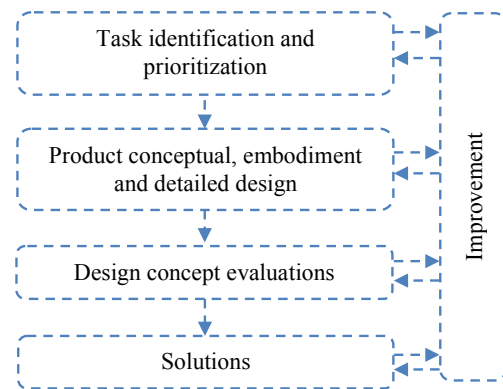 Task identification and
prioritization
Product conceptual, embodiment
and detailed design
Design concept evaluations
Solutions
Improvement